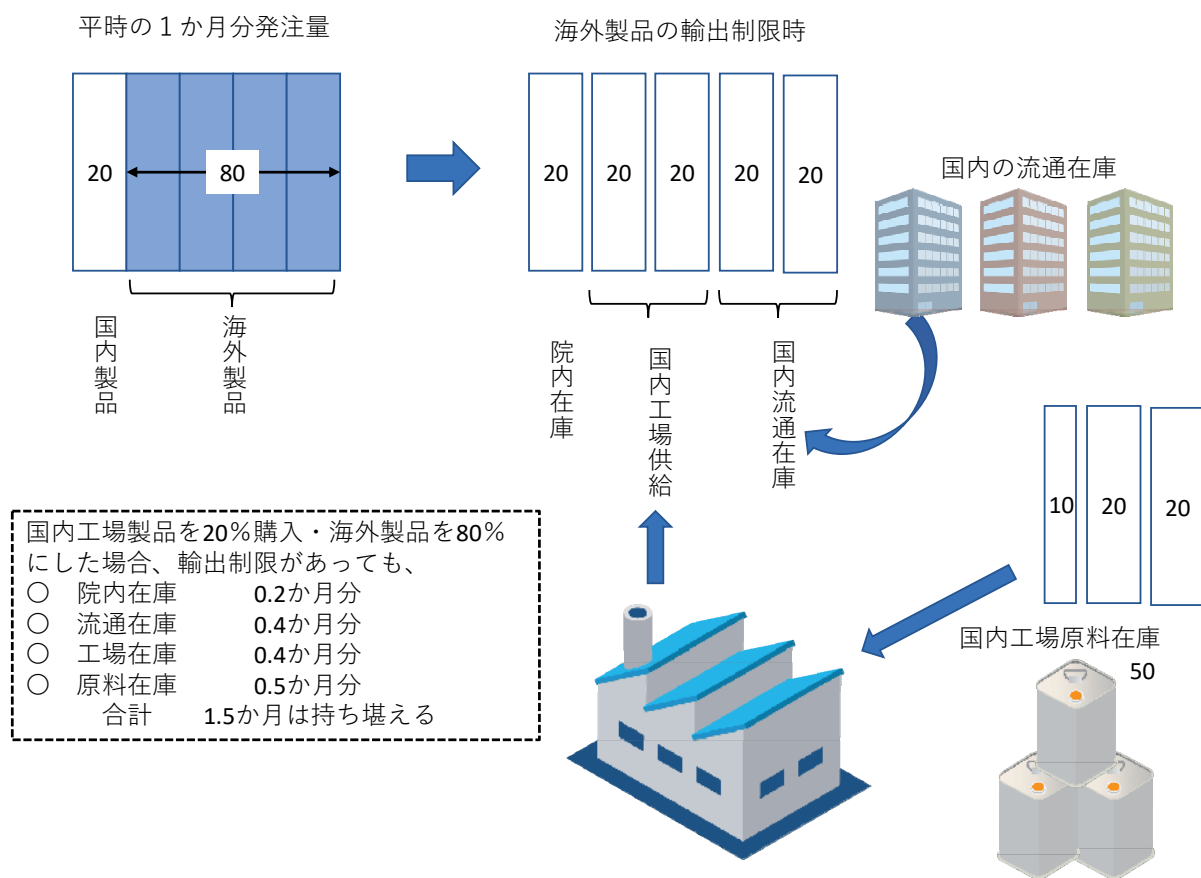 平時の１か月分発注量
海外製品の輸出制限時
20
80
20
20
20
20
20
国内の流通在庫
国内製品
海外製品
院内在庫
国内工場供給
国内流通在庫
10
20
20
国内工場原料在庫
50
国内工場製品を20％購入・海外製品を80％
にした場合、輸出制限があっても、
〇 院内在庫 0.2か月分
〇 流通在庫 0.4か月分
〇 工場在庫 0.4か月分
〇 原料在庫 0.5か月分
合計 1.5か月は持ち堪える